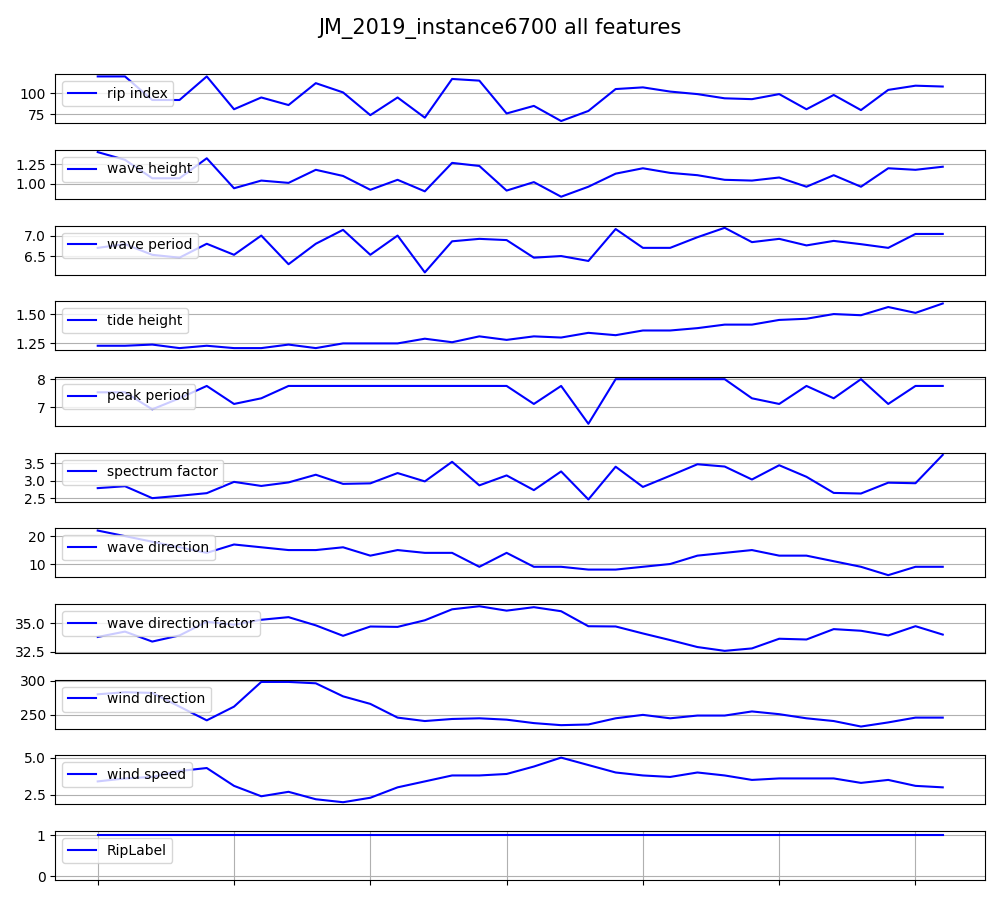 JM_2019_instance6700 all features
100
75
rip index
1.25
1.00
wave height
7.0
6.5
wave period
1.50
1.25
tide height
8
7
peak period
3.5
3.0
2.5
spectrum factor
20
10
wave direction
35.0
32.5
wave direction factor
300
250
wind direction
5.0
2.5
wind speed
1
0
RipLabel